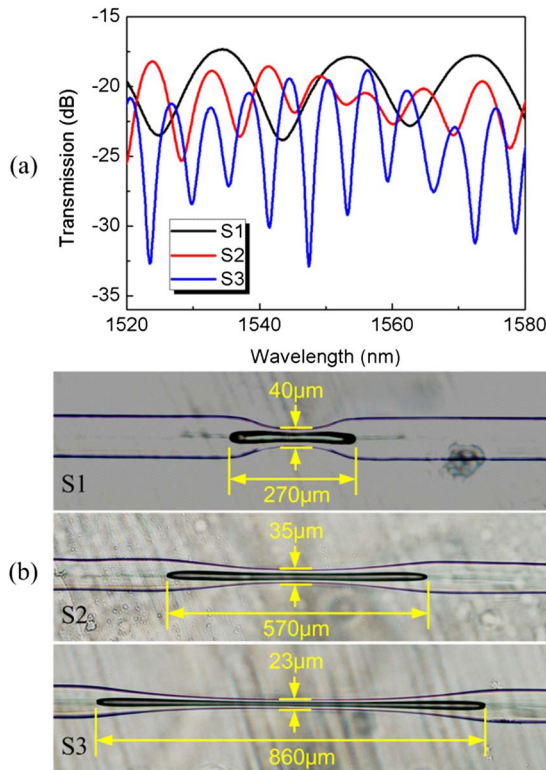 (a)
Transmission (dB)
-15
-20
-25
-30
-35
S1
S2
S3
1520
1540
1560
1580
Wavelength (nm)
40μm
270μm
S1
(b)
35μm
570μm
S2
23μm
860μm
S3